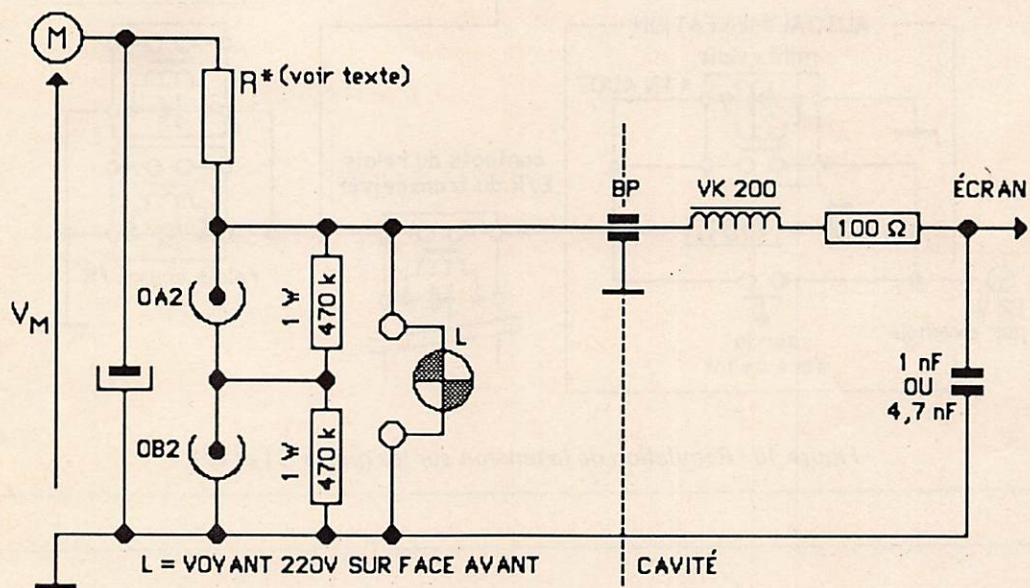 M
R* (voir texte)
BP
VK 200
ÉCRAN
100 Ω
OA2
1 W
470 k
VM
L
1 nF
OU
4,7 nF
OB2
1 W
470 k
L = VOYANT 220V SUR FACE AVANT
CAVITÉ